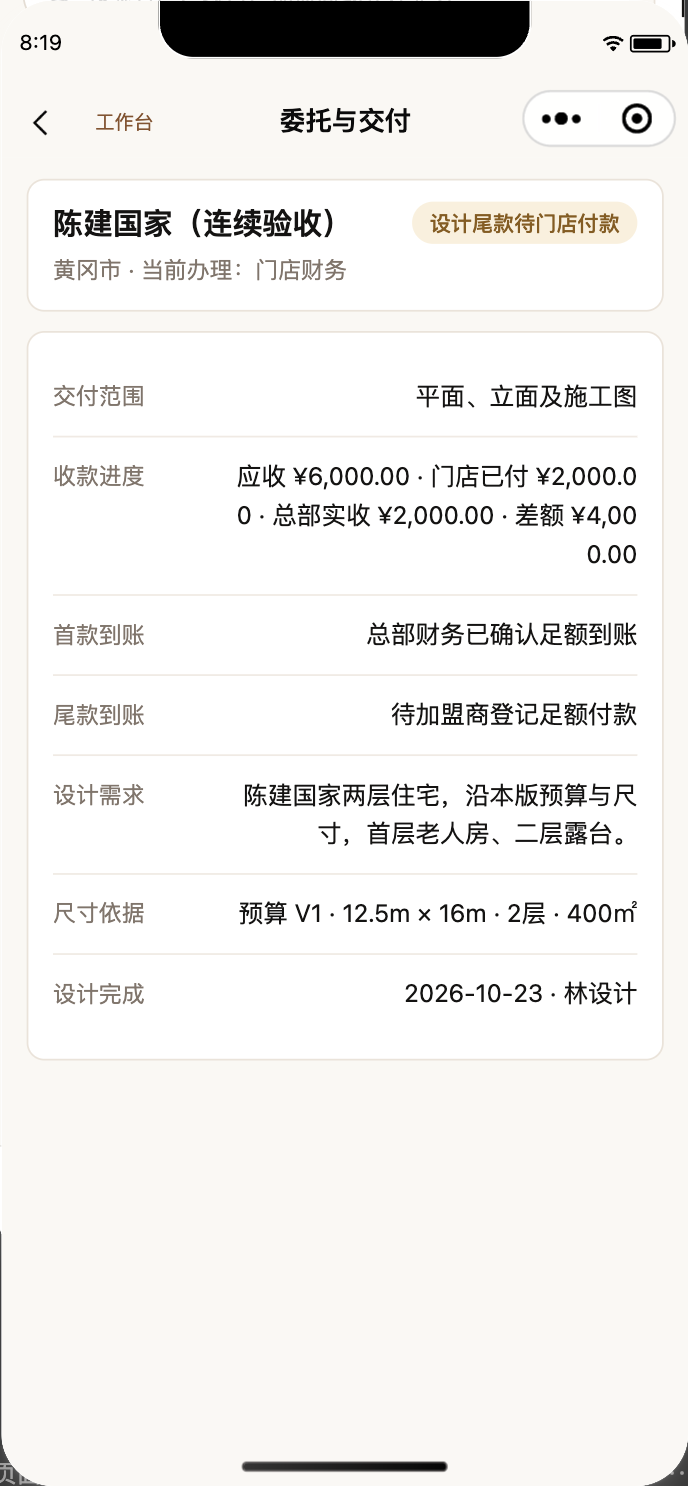 8:19
工作台
委托与交付
陈建国家（连续验收）
设计尾款待门店付款
黄冈市 · 当前办理：门店财务
交付范围
平面、立面及施工图
收款进度
应收 ¥6,000.00 · 门店已付 ¥2,000.0
0 · 总部实收 ¥2,000.00 · 差额 ¥4,00
0.00
首款到账
总部财务已确认足额到账
尾款到账
待加盟商登记足额付款
设计需求
陈建国家两层住宅，沿本版预算与尺
寸，首层老人房、二层露台。
尺寸依据
预算 V1 · 12.5m × 16m · 2层 · 400㎡
设计完成
2026-10-23 · 林设计